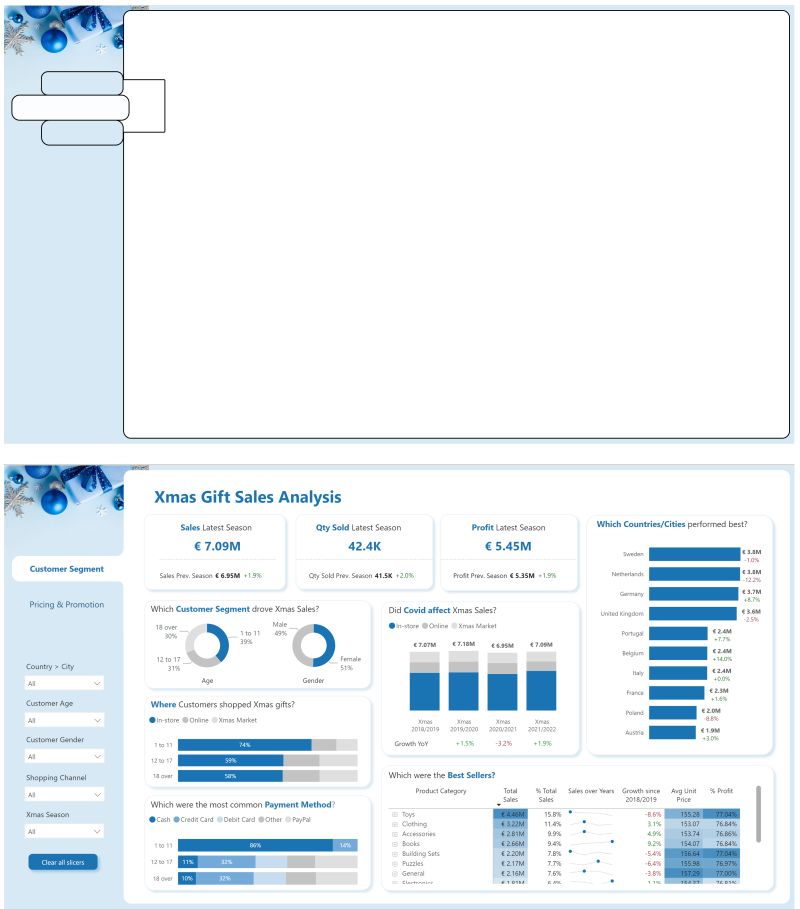 Xmas Gift Sales Analysis
Sales Latest Season
€ 7.09M
Sales Prev. Season € 6.95M +1.9%
Qty Sold Latest Season
42.4K
Qty Sold Prev. Season 41.5K +2.0%
Profit Latest Season
€ 5.45M
Profit Prev. Season € 5.35M +1.9%
Which Countries/Cities performed best?
Sweden € 3.8M -1.0%
Netherlands € 3.8M -12.2%
Germany € 3.7M +8.7%
United Kingdom € 3.6M -2.5%
Portugal € 2.4M +7.7%
Belgium € 2.4M +14.0%
Italy € 2.4M +0.0%
France € 2.3M +1.6%
Poland € 2.0M -8.8%
Austria € 1.9M +3.0%
Customer Segment
Pricing & Promotion
Country > City
All
Customer Age
All
Customer Gender
All
Shopping Channel
All
Xmas Season
All
Clear all slicers
Which Customer Segment drove Xmas Sales?
18 over 30%
1 to 11 39%
12 to 17 31%
Age
Male 49%
Female 51%
Gender
Did Covid affect Xmas Sales?
In-store Online Xmas Market
€ 7.07M € 7.18M € 6.95M € 7.09M
Xmas 2018/2019 Xmas 2019/2020 Xmas 2020/2021 Xmas 2021/2022
Growth YoY +1.5% -3.2% +1.9%
Where Customers shopped Xmas gifts?
In-store Online Xmas Market
1 to 11 74%
12 to 17 59%
18 over 58%
Which were the most common Payment Method?
Cash Credit Card Debit Card Other PayPal
1 to 11 86% 14%
12 to 17 11% 32%
18 over 10% 32%
Which were the Best Sellers?
Product Category Total Sales % Total Sales Sales over Years Growth since 2018/2019 Avg Unit Price % Profit
Toys € 4.46M 15.8% -8.6% 155.28 77.04%
Clothing € 3.22M 11.4% 3.1% 153.07 76.84%
Accessories € 2.81M 9.9% 4.9% 153.74 76.86%
Books € 2.66M 9.4% 9.2% 154.07 76.84%
Building Sets € 2.20M 7.8% -5.4% 156.64 77.04%
Puzzles € 2.17M 7.7% -6.4% 155.98 76.97%
General € 2.16M 7.6% -3.8% 157.29 77.00%
Electronics € 1.81M 6.4% 1.1% 154.37 76.81%